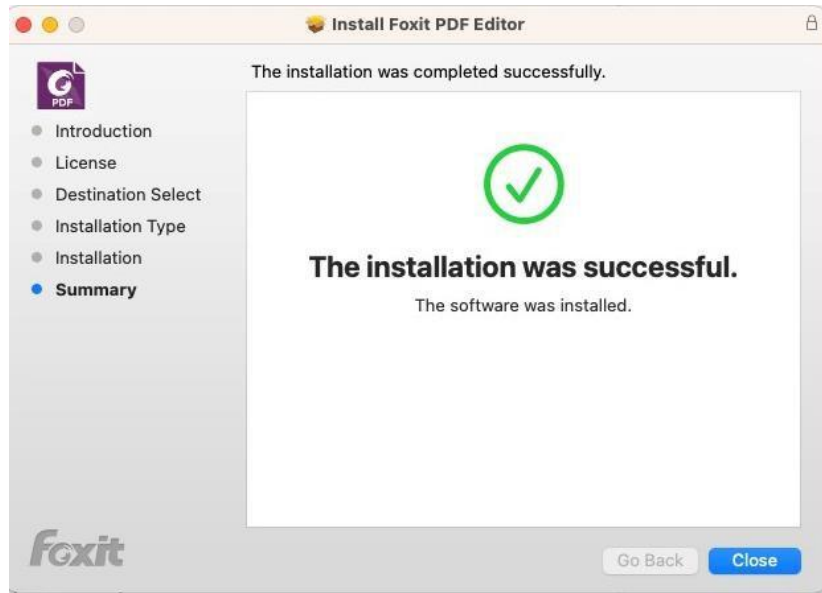 Install Foxit PDF Editor
The installation was completed successfully.
PDF
Introduction
License
Destination Select
Installation Type
Installation
Summary
The installation was successful.
The software was installed.
Foxit
Go Back
Close